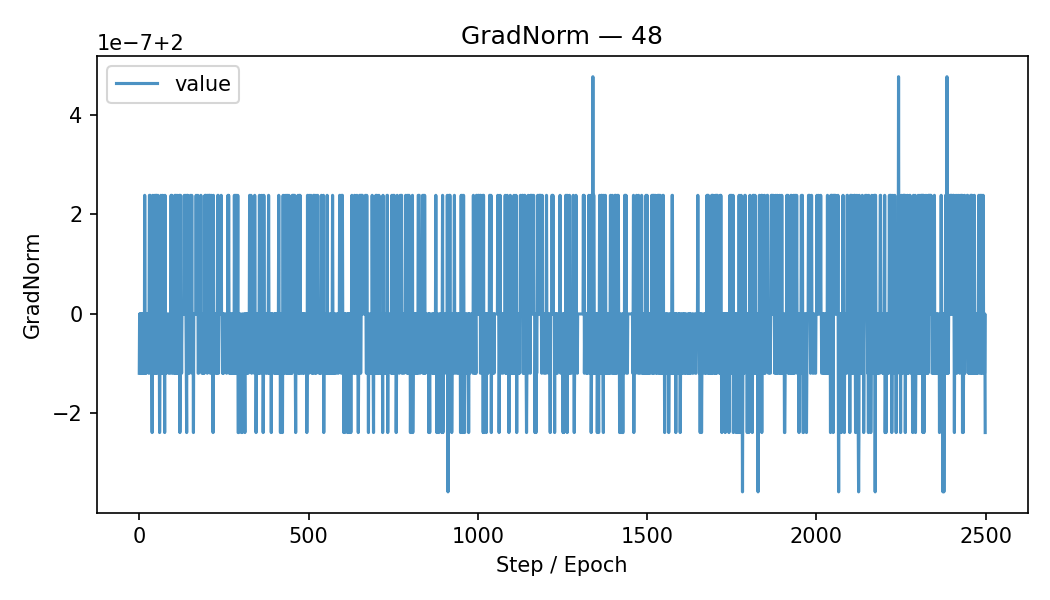 GradNorm — 48
1e−7+2
value
4
2
0
−2
GradNorm
0
500
1000
1500
2000
2500
Step / Epoch